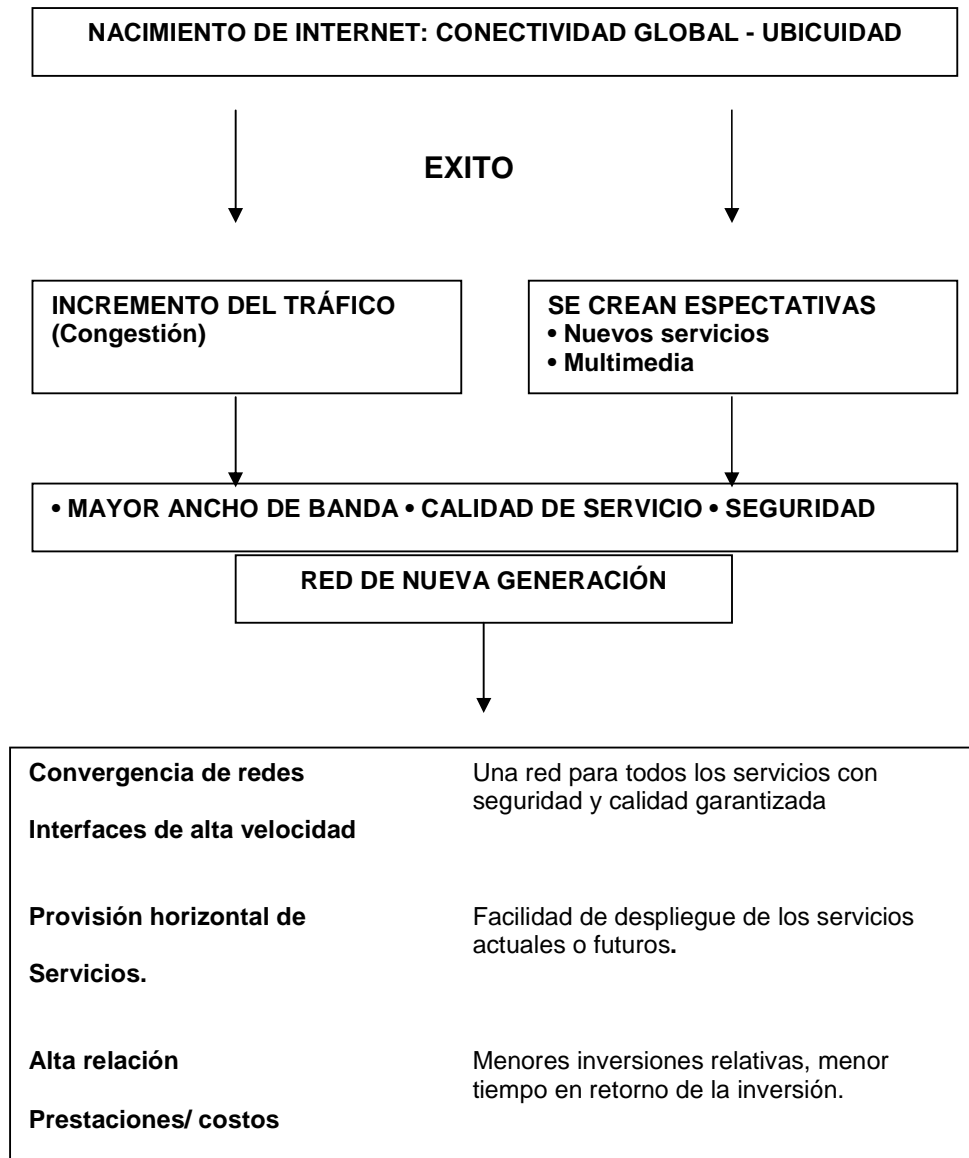 NACIMIENTO DE INTERNET: CONECTIVIDAD GLOBAL - UBICUIDAD
EXITO
INCREMENTO DEL TRÁFICO
(Congestión)
SE CREAN ESPECTATIVAS
• Nuevos servicios
• Multimedia
• MAYOR ANCHO DE BANDA • CALIDAD DE SERVICIO • SEGURIDAD
RED DE NUEVA GENERACIÓN
Convergencia de redes
Interfaces de alta velocidad
Una red para todos los servicios con
seguridad y calidad garantizada
Provisión horizontal de
Servicios.
Facilidad de despliegue de los servicios
actuales o futuros.
Alta relación
Prestaciones/ costos
Menores inversiones relativas, menor
tiempo en retorno de la inversión.